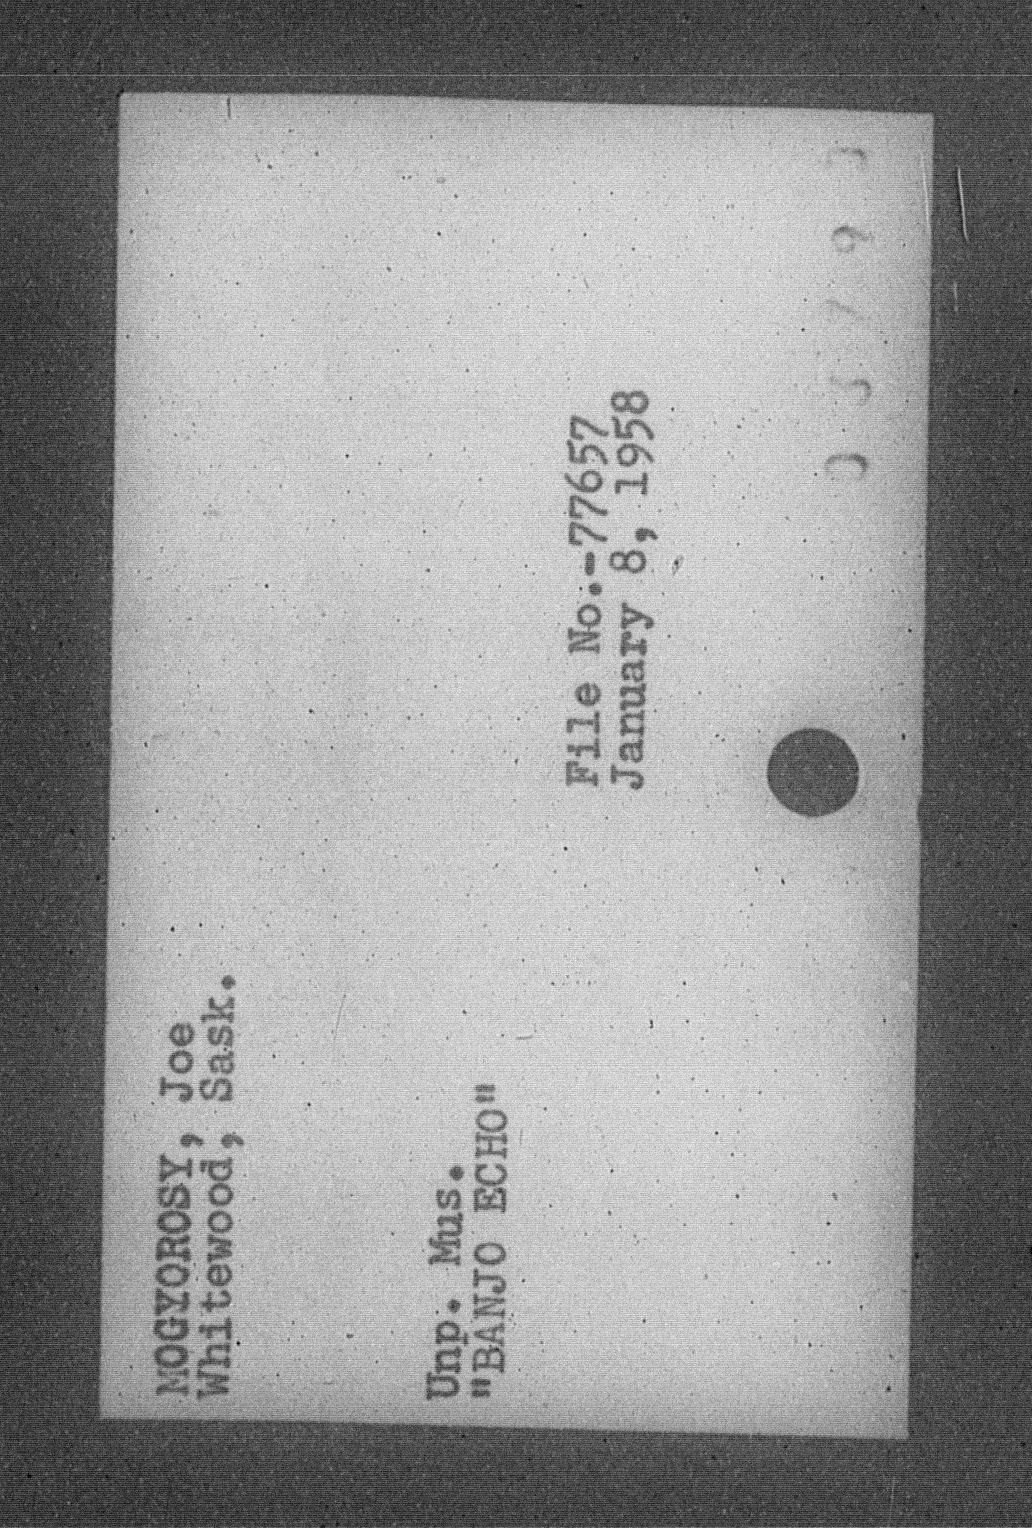 MOGYOROSY, Joe
Whitewood, Sask.
Unp. Mus.
"BANJO ECHO"
File No.-77657
January 8, 1958